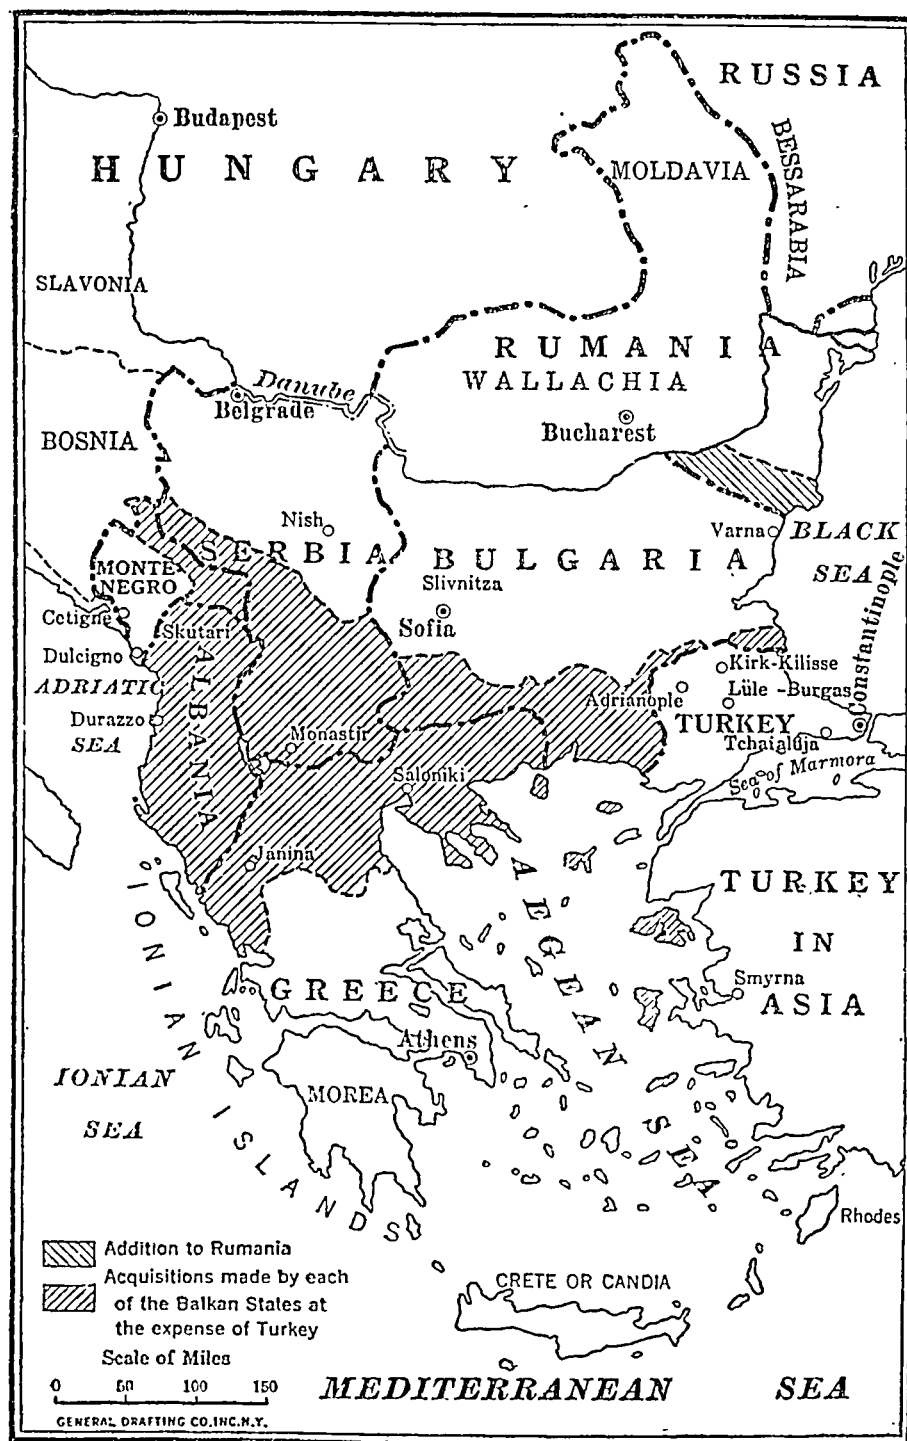 RUSSIA
Budapest
HUNGARY
MOLDAVIA
BESSARABIA
SLAVONIA
RUMANIA
WALLACHIA
Danube
Belgrade
Bucharest
BOSNIA
Nish
Varna
BLACK
SEA
SERBIA
BULGARIA
MONTE
NEGRO
Slivnitza
Sofia
Cetigne
Skutari
Dulcigno
ALBANIA
ADRIATIC
SEA
Durazzo
Monastir
Saloniki
Janina
Kirk-Kilisse
Adrianople
Lüle-Burgas
TURKEY
Constantinople
Tchataldja
Sea of Marmora
TURKEY
IN
ASIA
Smyrna
AEGEAN SEA
GREECE
Athens
MOREA
IONIAN ISLANDS
IONIAN
SEA
Rhodes
CRETE OR CANDIA
MEDITERRANEAN SEA
Addition to Rumania
Acquisitions made by each
of the Balkan States at
the expense of Turkey
Scale of Miles
0 50 100 150
GENERAL DRAFTING CO.INC.N.Y.